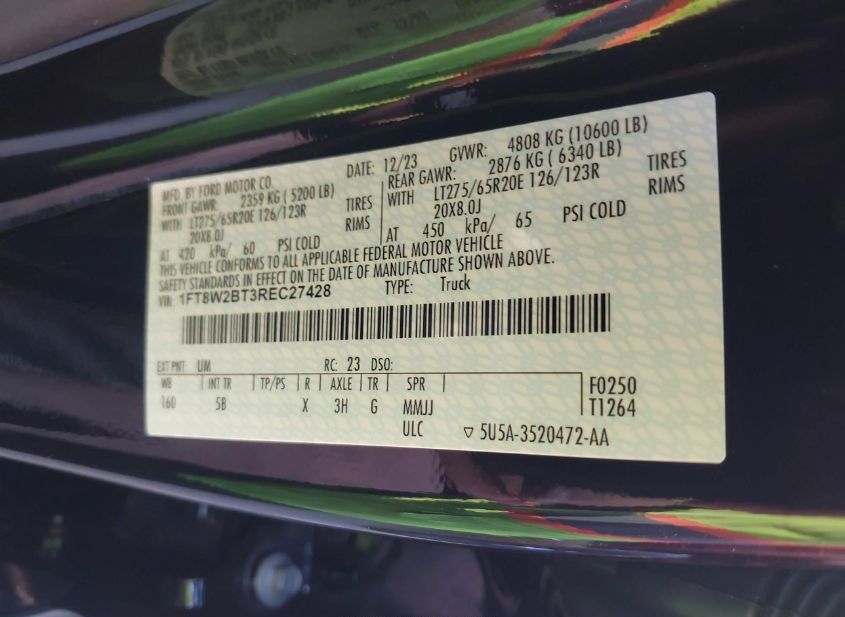 MFD. BY FORD MOTOR CO.
DATE: 12/23 GVWR: 4808 KG (10600 LB)
FRONT GAWR: 2359 KG ( 5200 LB)
REAR GAWR: 2876 KG ( 6340 LB)
WITH LT275/65R20E 126/123R TIRES
WITH LT275/65R20E 126/123R TIRES
20X8.0J RIMS
20X8.0J RIMS
AT 420 kPa/ 60 PSI COLD
AT 450 kPa/ 65 PSI COLD
THIS VEHICLE CONFORMS TO ALL APPLICABLE FEDERAL MOTOR VEHICLE
SAFETY STANDARDS IN EFFECT ON THE DATE OF MANUFACTURE SHOWN ABOVE.
VIN: 1FT8W2BT3REC27428 TYPE: Truck
EXT PNT: UM RC: 23 DSO:
WB INT TR TP/PS R AXLE TR SPR
160 5B X 3H G MMJJ
ULC
F0250
T1264
▽ 5U5A-3520472-AA